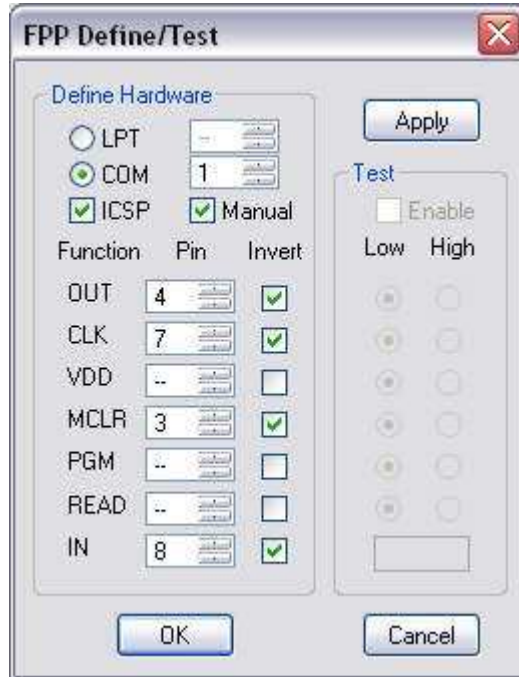 FPP Define/Test
Define Hardware
LPT --
COM 1
ICSP Manual
Function Pin Invert
OUT 4
CLK 7
VDD --
MCLR 3
PGM --
READ --
IN 8
OK
Apply
Test
Enable
Low High
Cancel